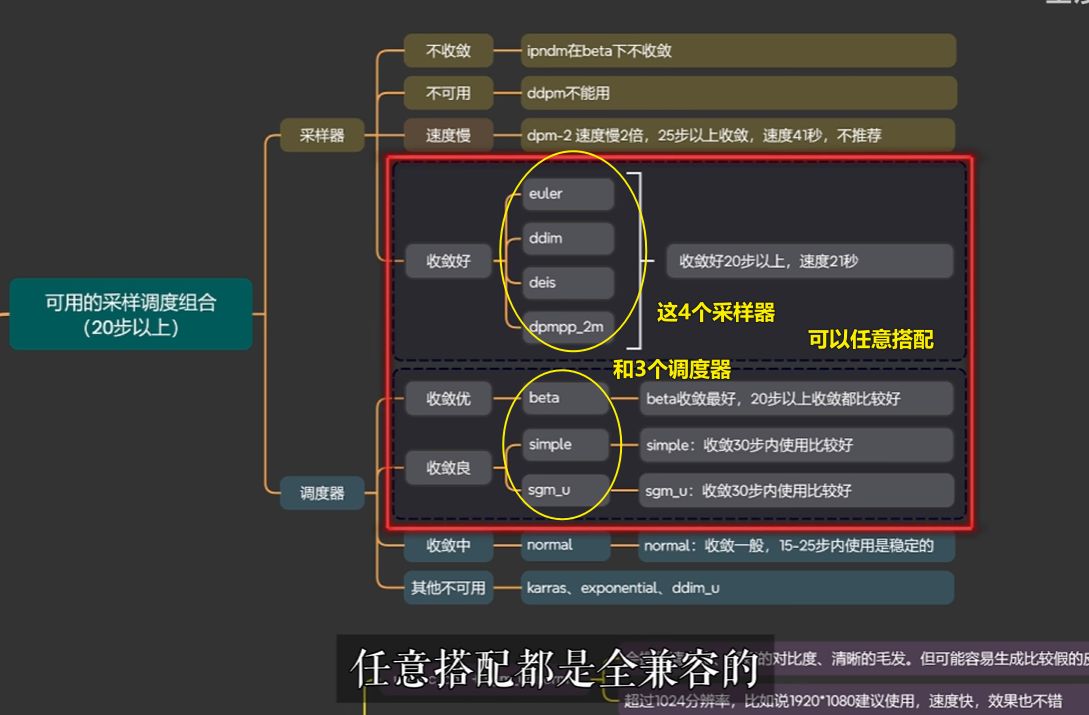 不收敛
ipndm在beta下不收敛
不可用
ddpm不能用
采样器
速度慢
dpm-2 速度慢2倍，25步以上收敛，速度41秒，不推荐
euler
ddim
收敛好
收敛好20步以上，速度21秒
deis
可用的采样调度组合
（20步以上）
这4个采样器
dpmpp_2m
可以任意搭配
和3个调度器
收敛优
beta
beta收敛最好，20步以上收敛都比较好
simple
simple：收敛30步内使用比较好
收敛良
sgm_u
sgm_u：收敛30步内使用比较好
调度器
收敛中
normal
normal：收敛一般，15-25步内使用是稳定的
其他不可用
karras、exponential、ddim_u
任意搭配都是全兼容的
的对比度、清晰的毛发。但可能容易生成比较假的
超过1024分辨率，比如说1920*1080建议使用，速度快，效果也不错